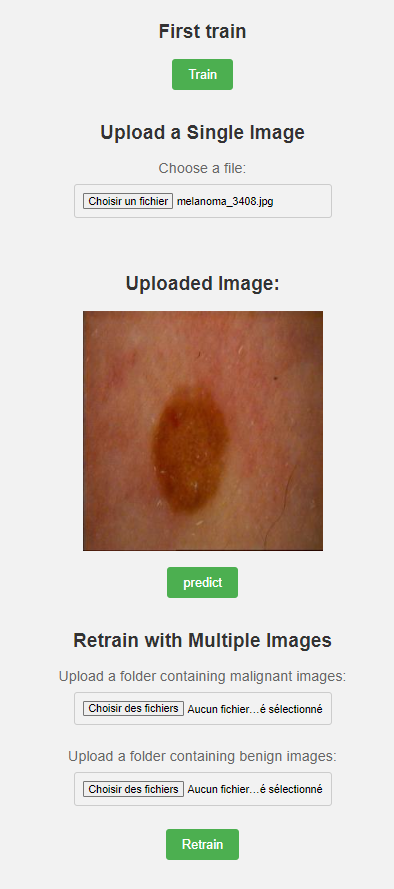 First train
Train
Upload a Single Image
Choose a file:
Choisir un fichier melanoma_3408.jpg
Uploaded Image:
predict
Retrain with Multiple Images
Upload a folder containing malignant images:
Choisir des fichiers Aucun fichier...é sélectionné
Upload a folder containing benign images:
Choisir des fichiers Aucun fichier...é sélectionné
Retrain